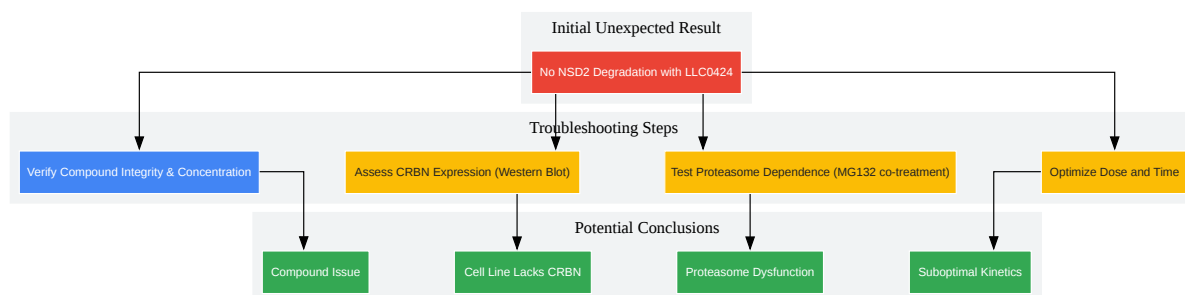 Initial Unexpected Result
No NSD2 Degradation with LLC0424
Troubleshooting Steps
Verify Compound Integrity & Concentration
Assess CRBN Expression (Western Blot)
Test Proteasome Dependence (MG132 co-treatment)
Optimize Dose and Time
Potential Conclusions
Compound Issue
Cell Line Lacks CRBN
Proteasome Dysfunction
Suboptimal Kinetics